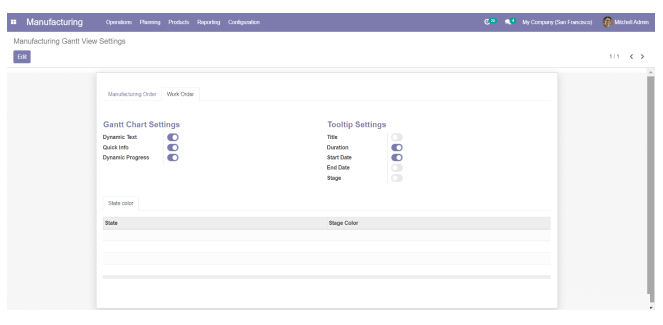 Manufacturing Operations Planning Products Reporting Configuration My Company (San Francisco) Mitchell Admin
Manufacturing Gantt View Settings
Edit 1 / 1
Manufacturing Order Work Order
Gantt Chart Settings Tooltip Settings
Dynamic Text Title
Quick Info Duration
Dynamic Progress Start Date
End Date
Stage
State color
State Stage Color